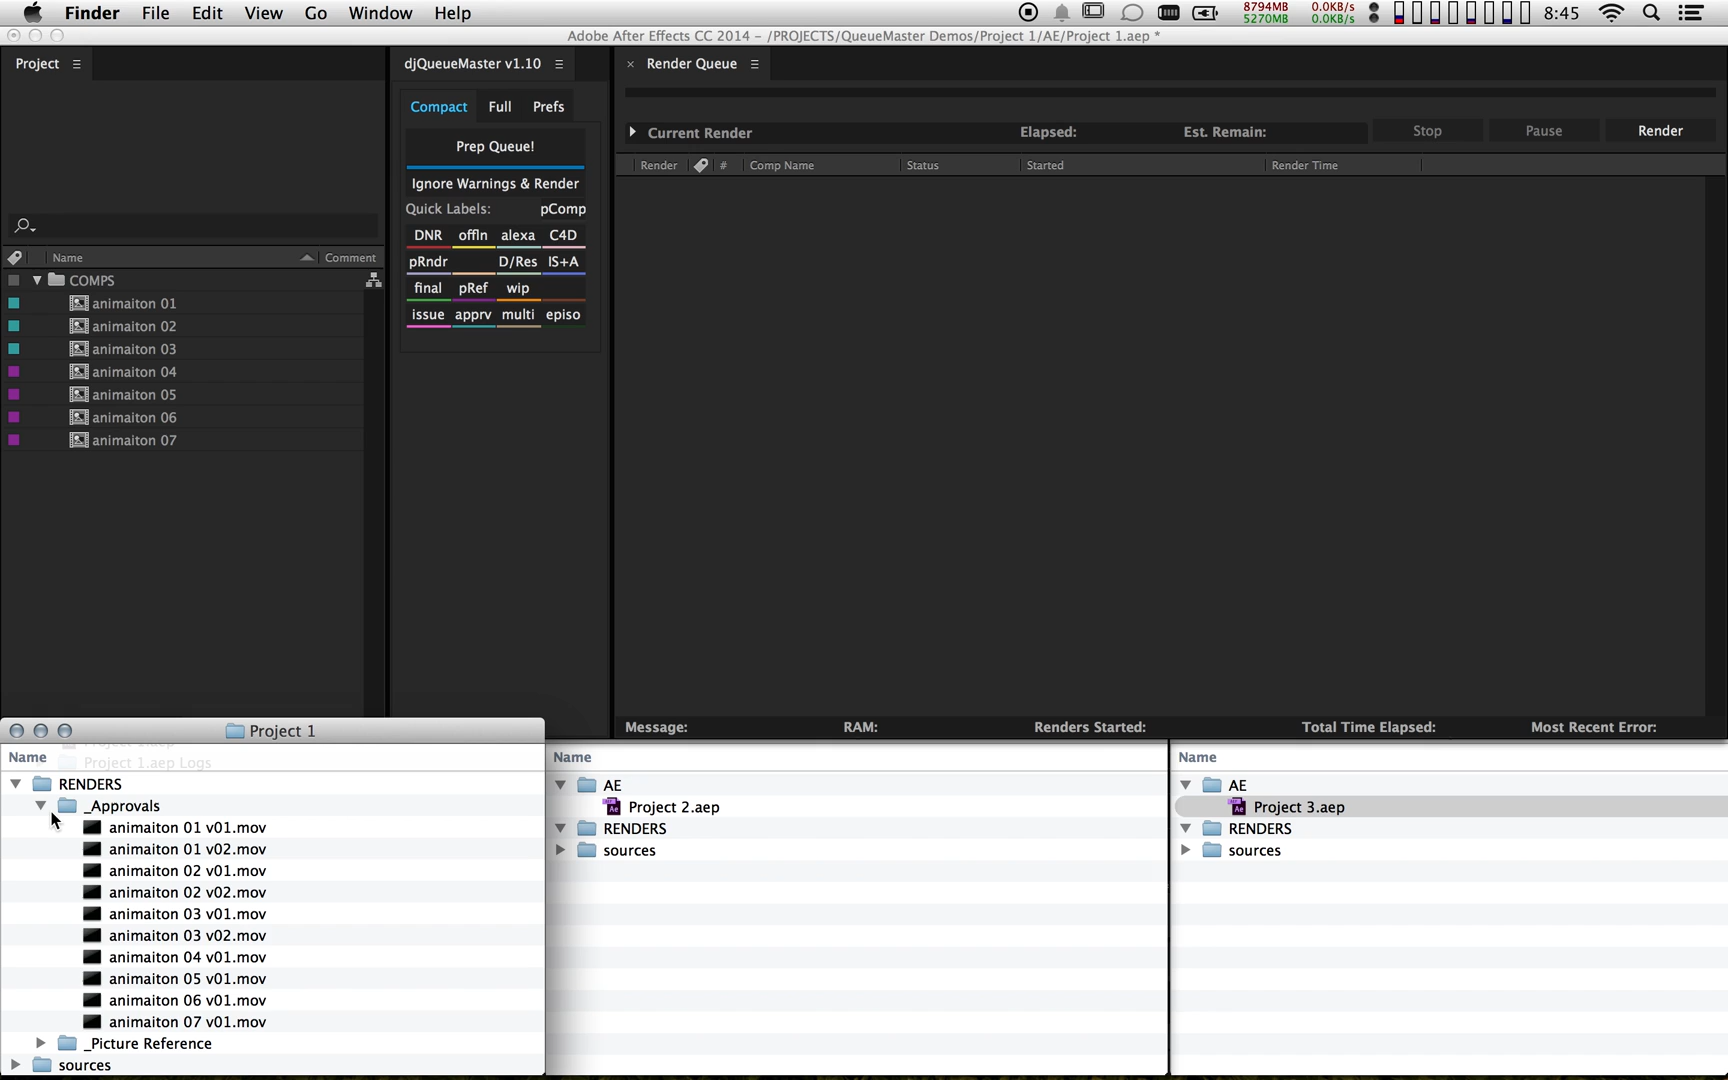 Finder File Edit View Go Window Help
8794MB 0.0KB/s
5270MB 0.0KB/s
8:45
Adobe After Effects CC 2014 – /PROJECTS/QueueMaster Demos/Project 1/AE/Project 1.aep *
Project
djQueueMaster v1.10
× Render Queue
Compact Full Prefs
Prep Queue!
Current Render Elapsed: Est. Remain: Stop Pause Render
Render # Comp Name Status Started Render Time
Ignore Warnings & Render
Quick Labels: pComp
DNR offln alexa C4D
pRndr D/Res IS+A
final pRef wip
issue apprv multi episo
Name Comment
COMPS
animaiton 01
animaiton 02
animaiton 03
animaiton 04
animaiton 05
animaiton 06
animaiton 07
Message: RAM: Renders Started: Total Time Elapsed: Most Recent Error:
Project 1
Name
Project 1.aep
Project 1.aep Logs
RENDERS
_Approvals
animaiton 01 v01.mov
animaiton 01 v02.mov
animaiton 02 v01.mov
animaiton 02 v02.mov
animaiton 03 v01.mov
animaiton 03 v02.mov
animaiton 04 v01.mov
animaiton 05 v01.mov
animaiton 06 v01.mov
animaiton 07 v01.mov
_Picture Reference
sources
Name
AE
Project 2.aep
RENDERS
sources
Name
AE
Project 3.aep
RENDERS
sources